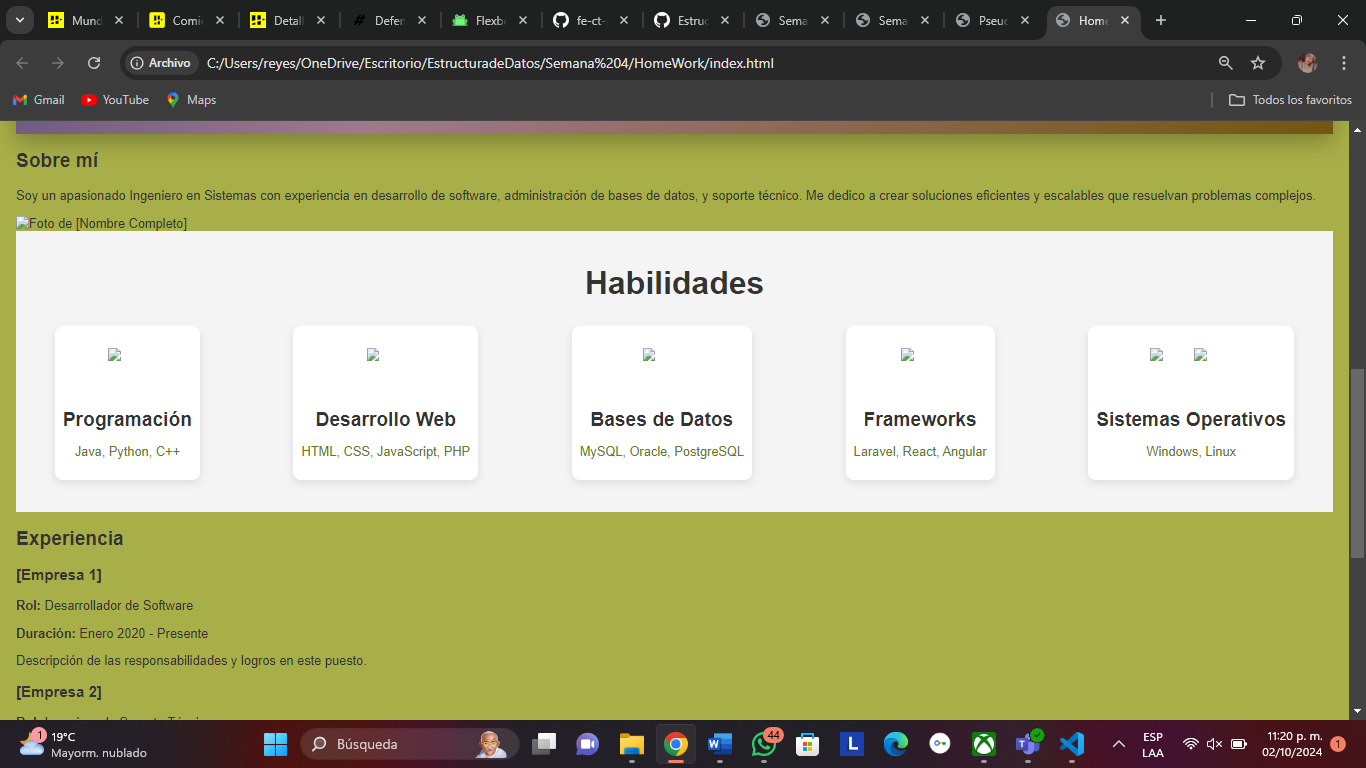 Mund
Comie
Detall
Defen
Flexbo
fe-ct-
Estruc
Sema
Sema
Pseud
Home
Archivo
C:/Users/reyes/OneDrive/Escritorio/EstructuradeDatos/Semana%204/HomeWork/index.html
Gmail
YouTube
Maps
Todos los favoritos
Sobre mí
Soy un apasionado Ingeniero en Sistemas con experiencia en desarrollo de software, administración de bases de datos, y soporte técnico. Me dedico a crear soluciones eficientes y escalables que resuelvan problemas complejos.
Foto de [Nombre Completo]
Habilidades
Programación
Java, Python, C++
Desarrollo Web
HTML, CSS, JavaScript, PHP
Bases de Datos
MySQL, Oracle, PostgreSQL
Frameworks
Laravel, React, Angular
Sistemas Operativos
Windows, Linux
Experiencia
[Empresa 1]
Rol: Desarrollador de Software
Duración: Enero 2020 - Presente
Descripción de las responsabilidades y logros en este puesto.
[Empresa 2]
1
19°C
Mayorm. nublado
Búsqueda
44
L
ESP
LAA
11:20 p. m.
02/10/2024
1